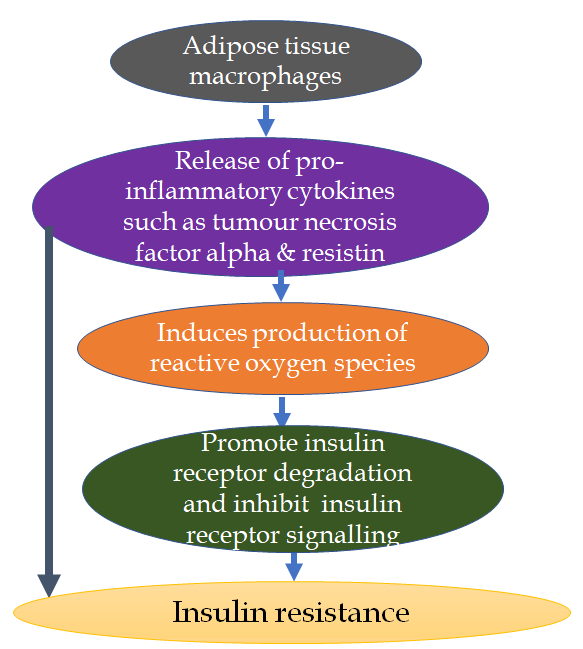 Adipose tissue
macrophages
Release of pro-
inflammatory cytokines
such as tumour necrosis
factor alpha & resistin
Induces production of
reactive oxygen species
Promote insulin
receptor degradation
and inhibit insulin
receptor signalling
Insulin resistance